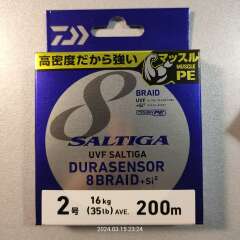 DAIWA
高密度だから強い
マッスル
MUSCLE
PE
8
BRAID
UVF
SALTIGA
UVF SALTIGA
DURASENSOR
8BRAID+Si²
2号
16kg
(35lb)
AVE.
200m
2024.03.15 23:24